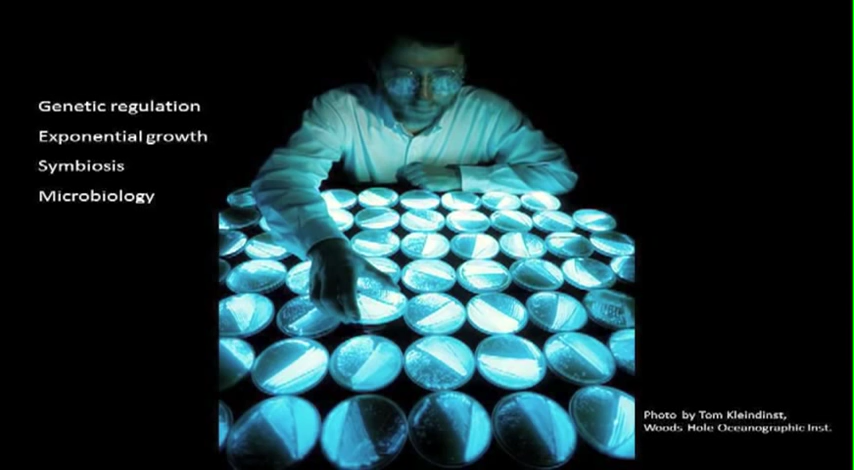 Genetic regulation
Exponential growth
Symbiosis
Microbiology
Photo by Tom Kleindinst,
Woods Hole Oceanographic Inst.